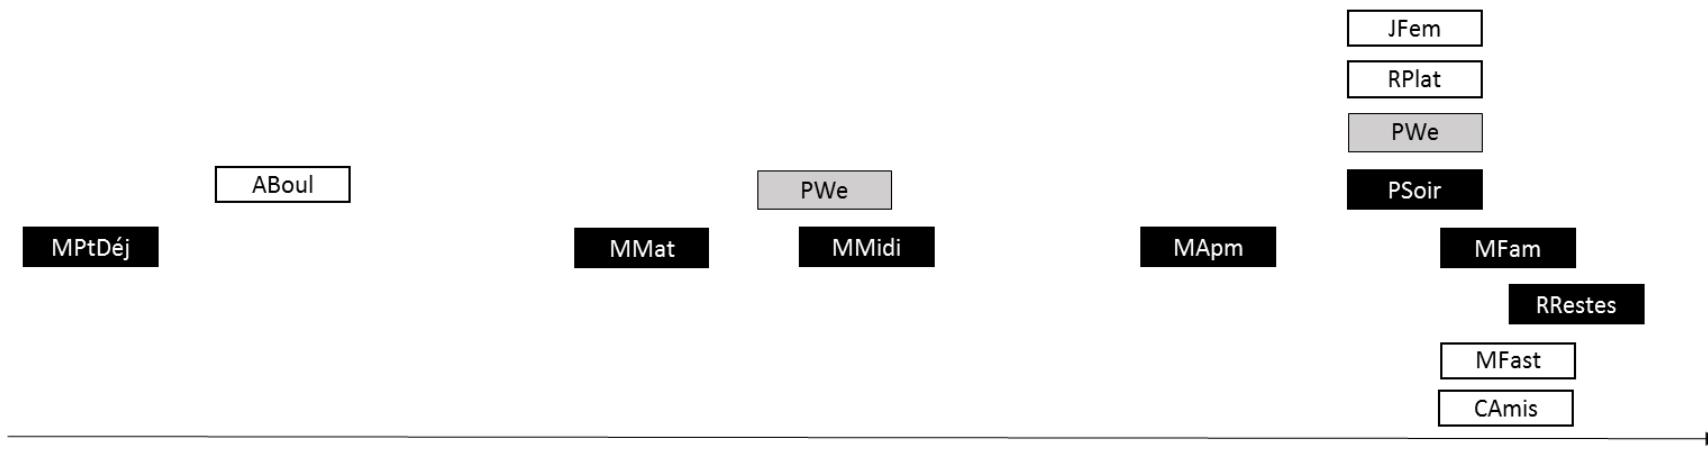 JFem
RPlat
PWe
ABoul
PWe
PSoir
MPtDéj
MMat
MMidi
MApm
MFam
RRestes
MFast
CAmis